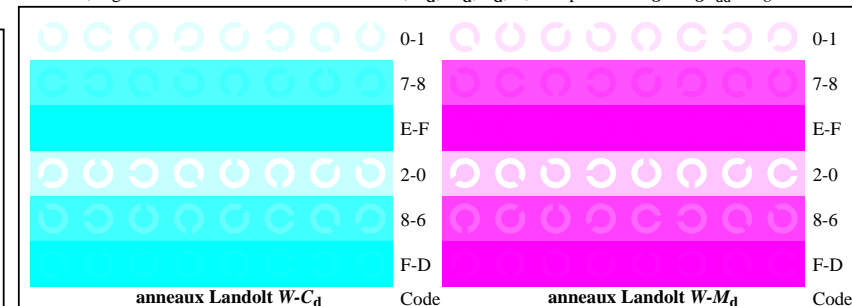 0-1 0-1
7-8 7-8
E-F E-F
2-0 2-0
8-6 8-6
F-D F-D
anneaux Landolt W-Cd Code anneaux Landolt W-Md Code